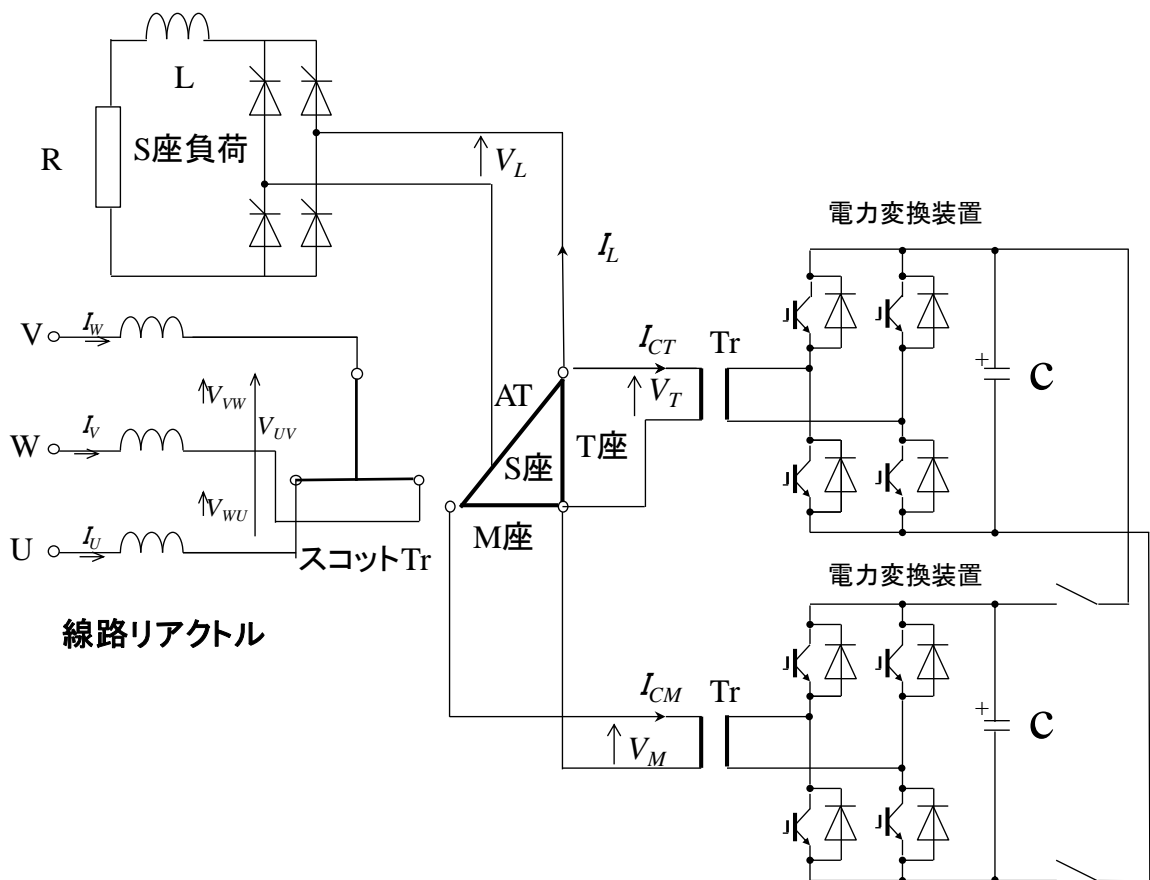 L
R
S座負荷
V_L
I_L
電力変換装置
V
I_W
V_VW
V_UV
W
I_V
V_WU
U
I_U
スコットTr
線路リアクトル
AT
S座
T座
M座
I_CT
Tr
V_T
+
C
電力変換装置
I_CM
Tr
V_M
+
C